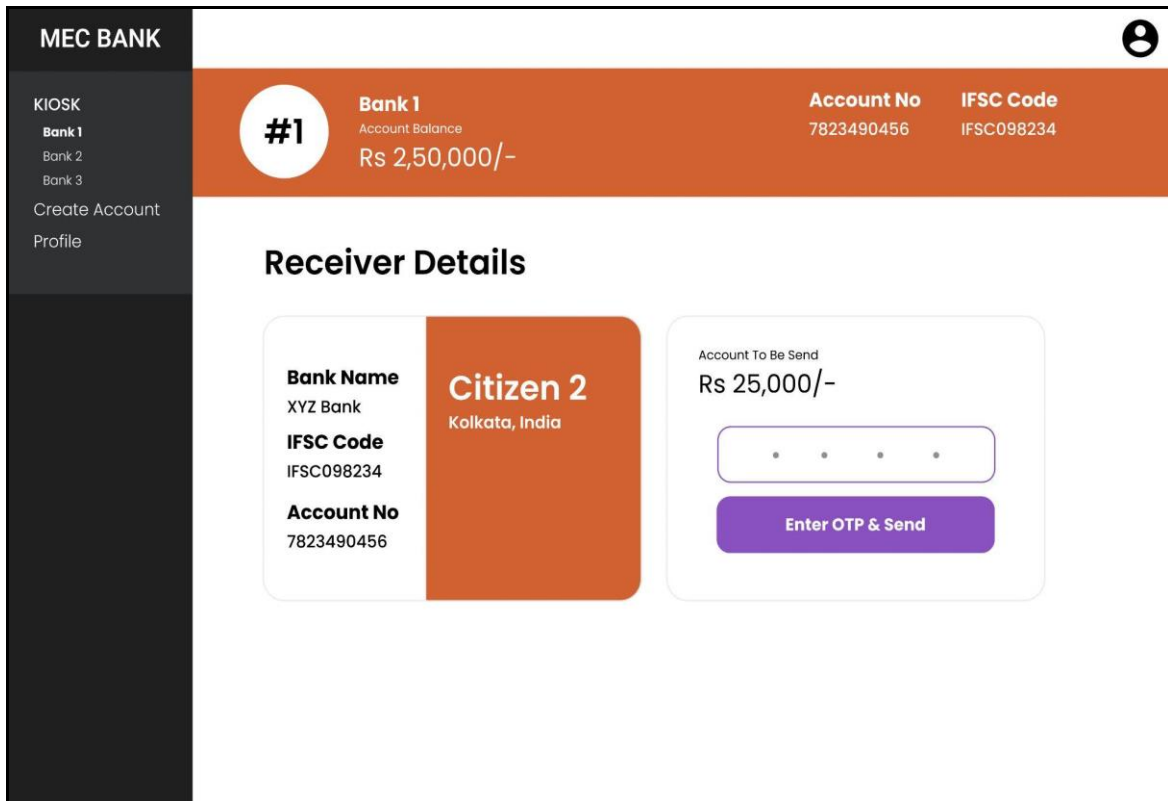 MEC BANK
KIOSK
Bank 1
Bank 2
Bank 3
Create Account
Profile
#1
Bank 1
Account Balance
Rs 2,50,000/-
Account No
7823490456
IFSC Code
IFSC098234
Receiver Details
Bank Name
XYZ Bank
IFSC Code
IFSC098234
Account No
7823490456
Citizen 2
Kolkata, India
Account To Be Send
Rs 25,000/-
Enter OTP & Send